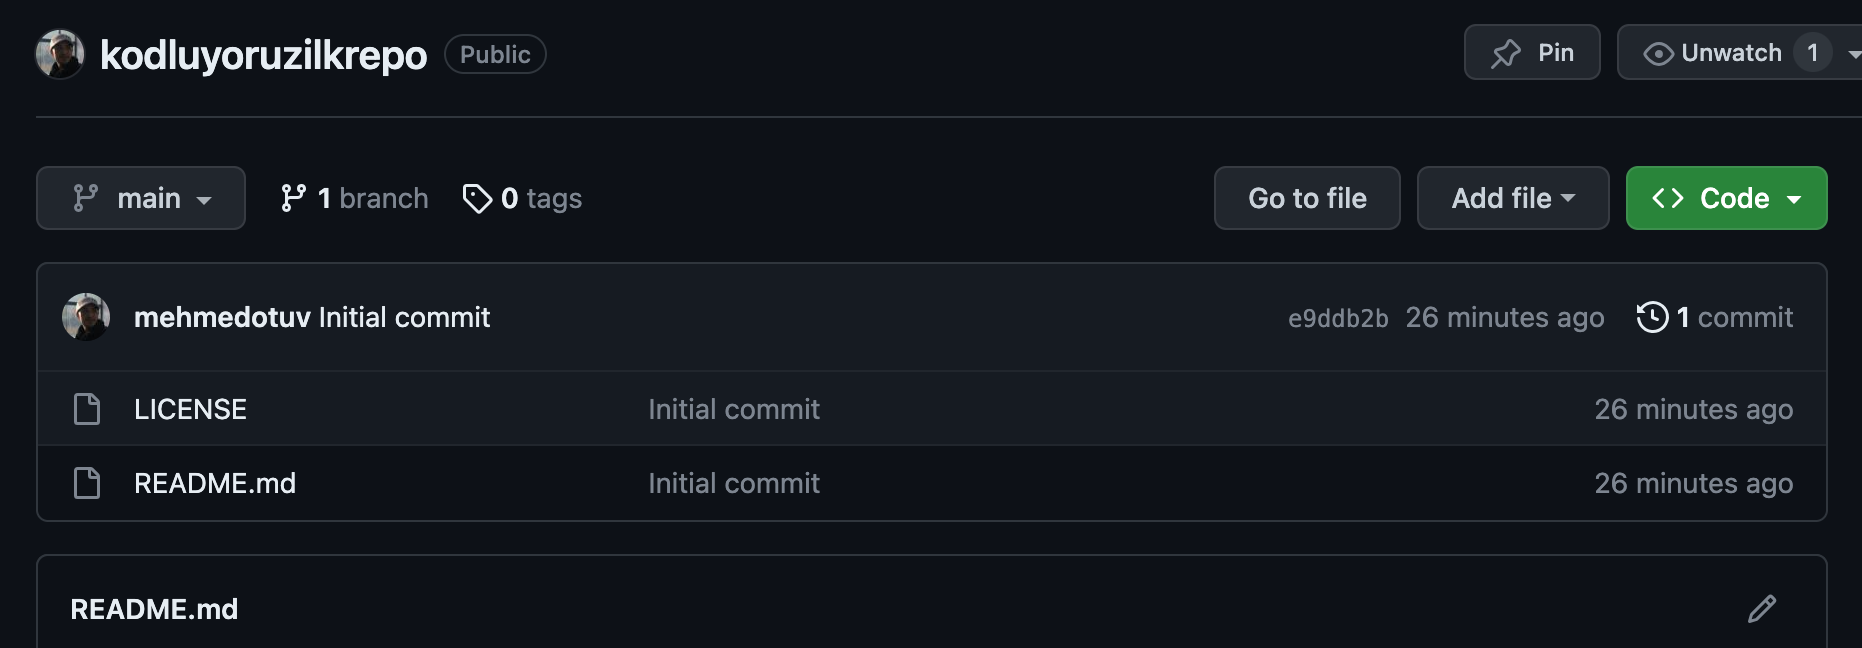 kodluyoruzilkrepo Public Pin Unwatch 1
main 1 branch 0 tags Go to file Add file Code
mehmedotuv Initial commit e9ddb2b 26 minutes ago 1 commit
LICENSE Initial commit 26 minutes ago
README.md Initial commit 26 minutes ago
README.md